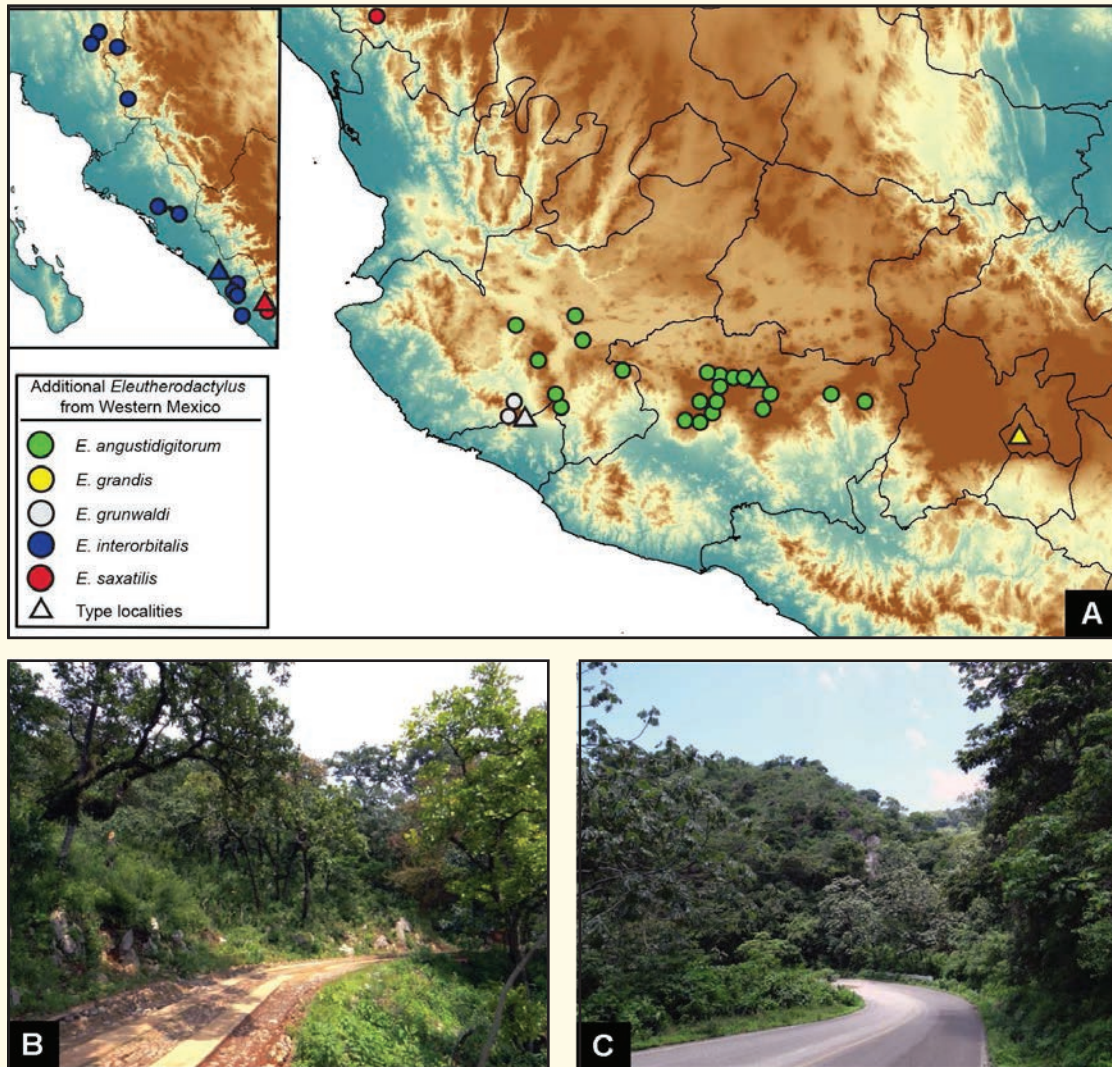 Additional Eleutherodactylus
from Western Mexico
E. angustidigitorum
E. grandis
E. grunwaldi
E. interorbitalis
E. saxatilis
Type localities
A
B
C